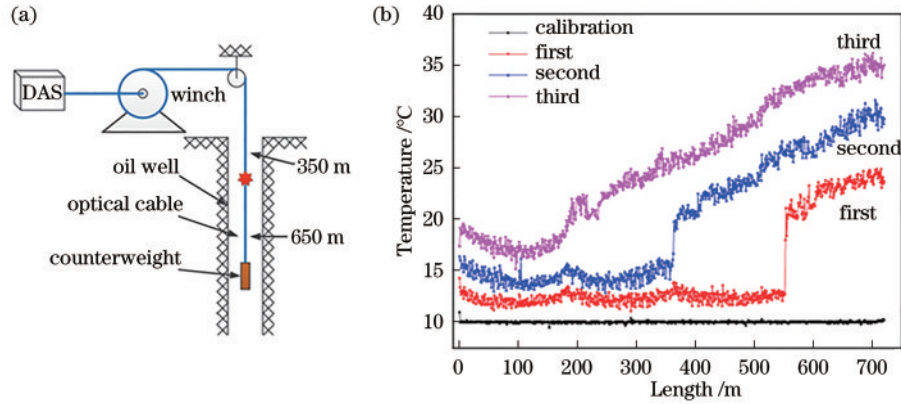 (a)
DAS
winch
oil well
350 m
optical cable
650 m
counterweight
(b)
Temperature /°C
40
35
30
25
20
15
10
calibration
first
second
third
third
second
first
0 100 200 300 400 500 600 700
Length /m